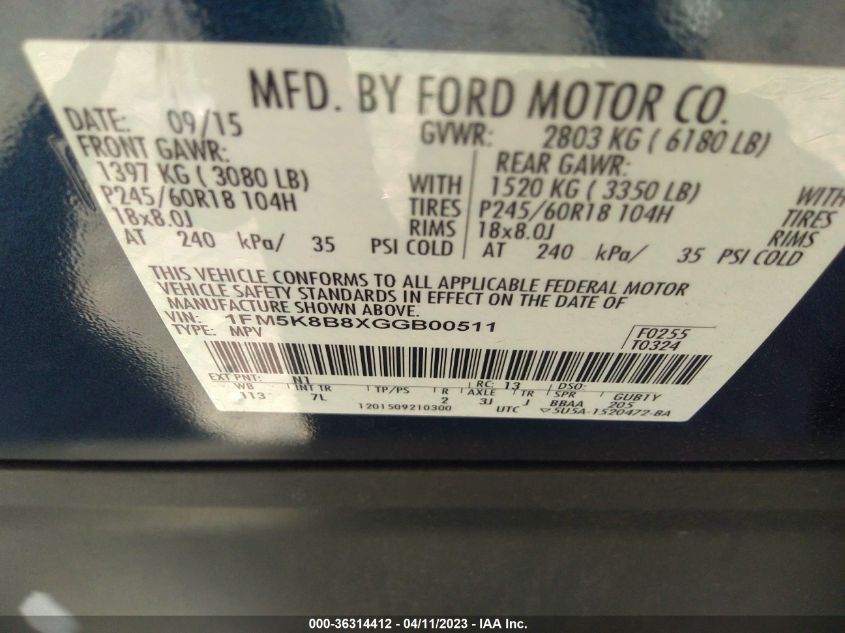 MFD. BY FORD MOTOR CO.
DATE: 09/15 GVWR: 2803 KG ( 6180 LB)
FRONT GAWR: REAR GAWR:
1397 KG ( 3080 LB) WITH 1520 KG ( 3350 LB) WITH
P245/60R18 104H TIRES P245/60R18 104H TIRES
18x8.0J RIMS 18x8.0J RIMS
AT 240 kPa/ 35 PSI COLD AT 240 kPa/ 35 PSI COLD
THIS VEHICLE CONFORMS TO ALL APPLICABLE FEDERAL MOTOR
VEHICLE SAFETY STANDARDS IN EFFECT ON THE DATE OF
MANUFACTURE SHOWN ABOVE.
VIN: 1FM5K8B8XGGB00511
TYPE: MPV
F0255
T0324
EXT PNT: N1 RC: 13 DSO:
WB INT TR TP/PS R AXLE TR SPR GUB1Y
113 7L 2 3J J BBAA 205
1201509210300 UTC 5U5A-1520472-BA
000-36314412 - 04/11/2023 - IAA Inc.